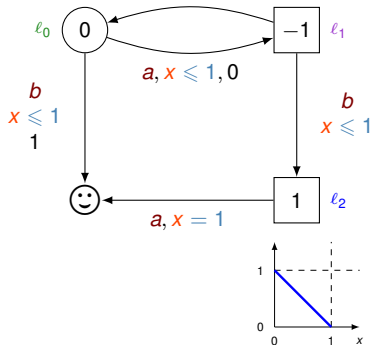 ℓ₀ 0 −1 ℓ₁
a, x ⩽ 1, 0
b
x ⩽ 1
1
b
x ⩽ 1
1 ℓ₂
a, x = 1
1
0
0 1 x